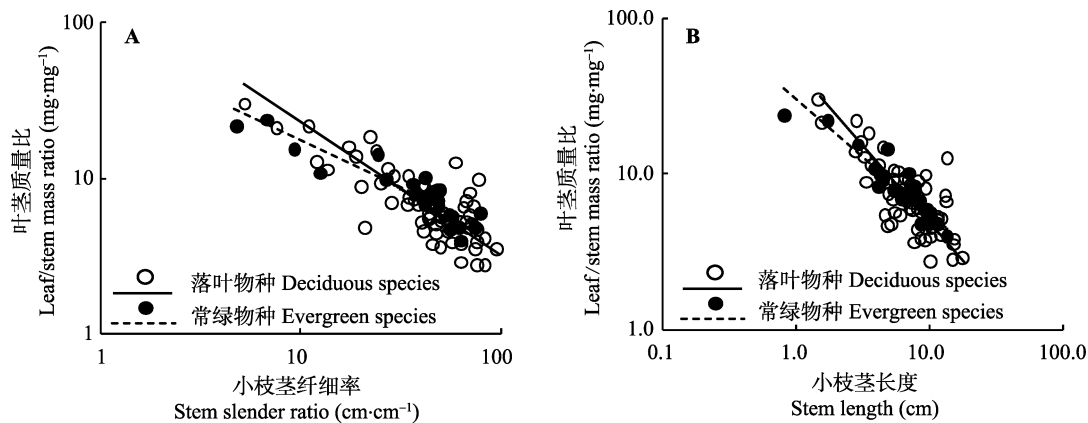 A
叶茎质量比
Leaf/stem mass ratio (mg·mg⁻¹)
100
10
1
落叶物种 Deciduous species
常绿物种 Evergreen species
1
10
100
小枝茎纤细率
Stem slender ratio (cm·cm⁻¹)
B
叶茎质量比
Leaf/stem mass ratio (mg·mg⁻¹)
100.0
10.0
1.0
落叶物种 Deciduous species
常绿物种 Evergreen species
0.1
1.0
10.0
100.0
小枝茎长度
Stem length (cm)